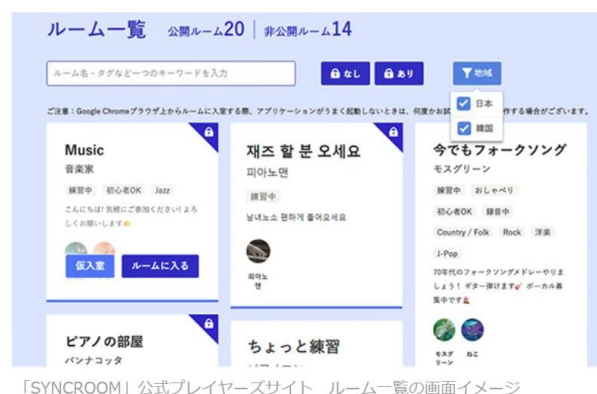 ルーム一覧 公開ルーム20 | 非公開ルーム14
ルーム名・タグなど一つのキーワードを入力
なし
あり
地域
日本
韓国
ご注意:Google Chromeブラウザ上からルームに入室する際、アプリケーションがうまく起動しないときは、何度かお試
作する場合がございます。
Music
音楽家
練習中 初心者OK Jazz
こんにちは! 気軽にご参加ください!よろ
しくお願いします
仮入室
ルームに入る
재즈 할 분 오세요
피아노맨
練習中
남녀노소 편하게 들어오세요
피아노
맨
今でもフォークソング
モスグリーン
練習中 おしゃべり
初心者OK 録音中
Country / Folk Rock 洋楽
J-Pop
70年代のフォークソングメドレーやりま
しょう! ギター弾けます ボーカル募
集中です
モスグ
リーン
ねこ
ピアノの部屋
パンナコッタ
ちょっと練習
「SYNCROOM」公式プレイヤーズサイト ルーム一覧の画面イメージ